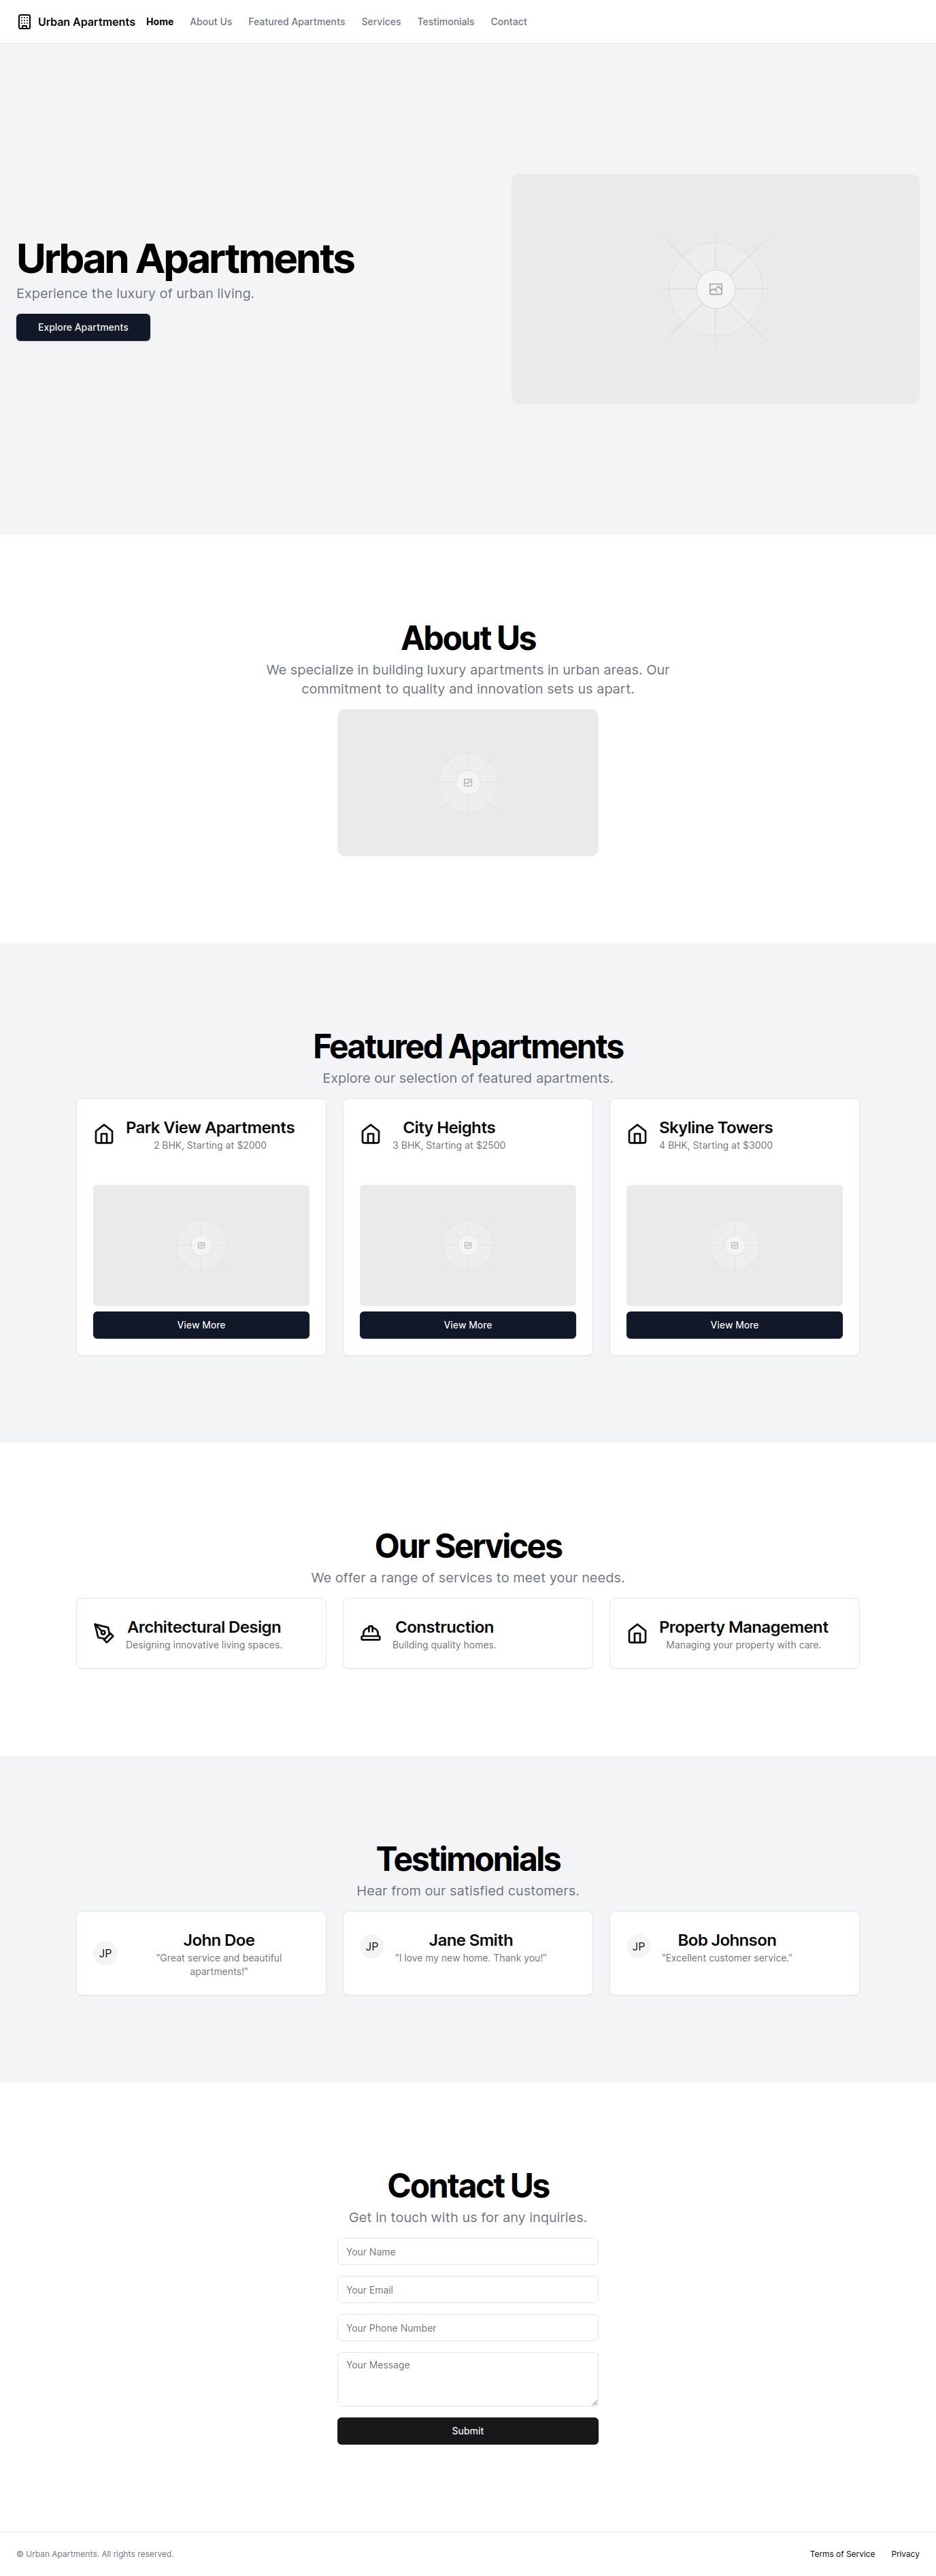 Urban Apartments Home About Us Featured Apartments Services Testimonials Contact
Urban Apartments
Experience the luxury of urban living.
Explore Apartments
About Us
We specialize in building luxury apartments in urban areas. Our
commitment to quality and innovation sets us apart.
Featured Apartments
Explore our selection of featured apartments.
Park View Apartments
2 BHK, Starting at $2000
View More
City Heights
3 BHK, Starting at $2500
View More
Skyline Towers
4 BHK, Starting at $3000
View More
Our Services
We offer a range of services to meet your needs.
Architectural Design
Designing innovative living spaces.
Construction
Building quality homes.
Property Management
Managing your property with care.
Testimonials
Hear from our satisfied customers.
JP
John Doe
"Great service and beautiful
apartments!"
JP
Jane Smith
"I love my new home. Thank you!"
JP
Bob Johnson
"Excellent customer service."
Contact Us
Get in touch with us for any inquiries.
Your Name
Your Email
Your Phone Number
Your Message
Submit
© Urban Apartments. All rights reserved.
Terms of Service Privacy